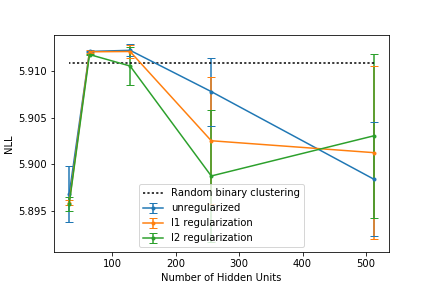 5.910
5.905
5.900
5.895
NLL
100
200
300
400
500
Number of Hidden Units
Random binary clustering
unregularized
l1 regularization
l2 regularization